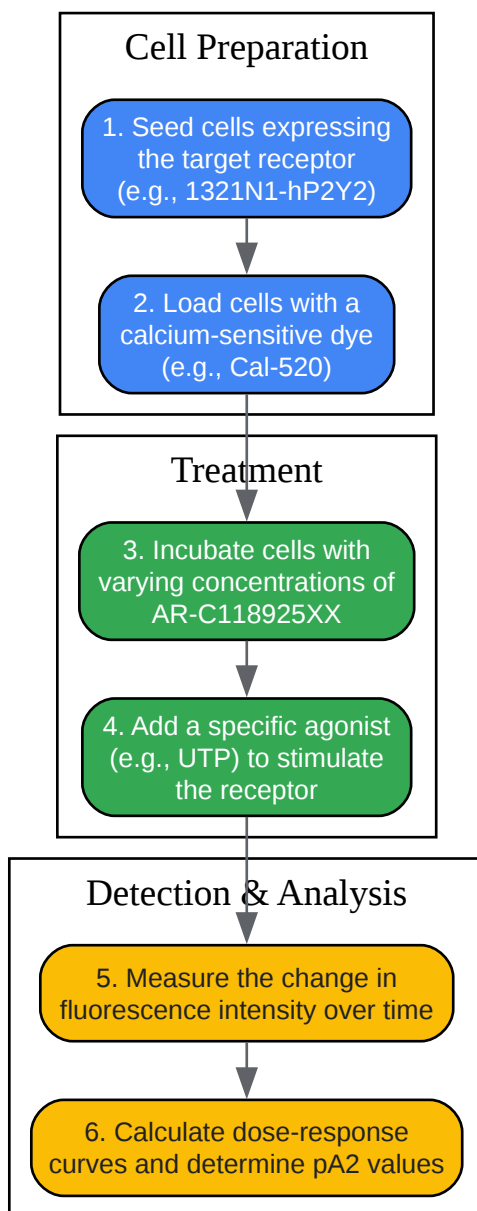 Cell Preparation
1. Seed cells expressing
the target receptor
(e.g., 1321N1-hP2Y2)
2. Load cells with a
calcium-sensitive dye
(e.g., Cal-520)
Treatment
3. Incubate cells with
varying concentrations of
AR-C118925XX
4. Add a specific agonist
(e.g., UTP) to stimulate
the receptor
Detection & Analysis
5. Measure the change in
fluorescence intensity over time
6. Calculate dose-response
curves and determine pA2 values